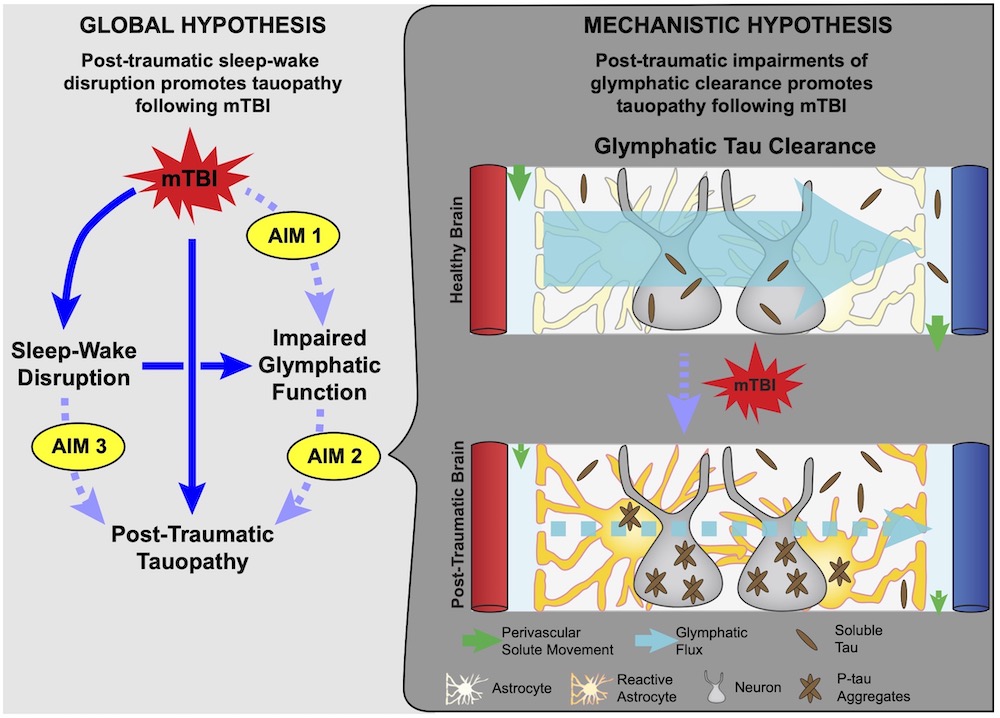 GLOBAL HYPOTHESIS
Post-traumatic sleep-wake
disruption promotes tauopathy
following mTBI
mTBI
AIM 1
Sleep-Wake
Disruption
Impaired
Glymphatic
Function
AIM 3
AIM 2
Post-Traumatic
Tauopathy
MECHANISTIC HYPOTHESIS
Post-traumatic impairments of
glymphatic clearance promotes
tauopathy following mTBI
Glymphatic Tau Clearance
Healthy Brain
mTBI
Post-Traumatic Brain
Perivascular
Solute Movement
Glymphatic
Flux
Soluble
Tau
Astrocyte
Reactive
Astrocyte
Neuron
P-tau
Aggregates